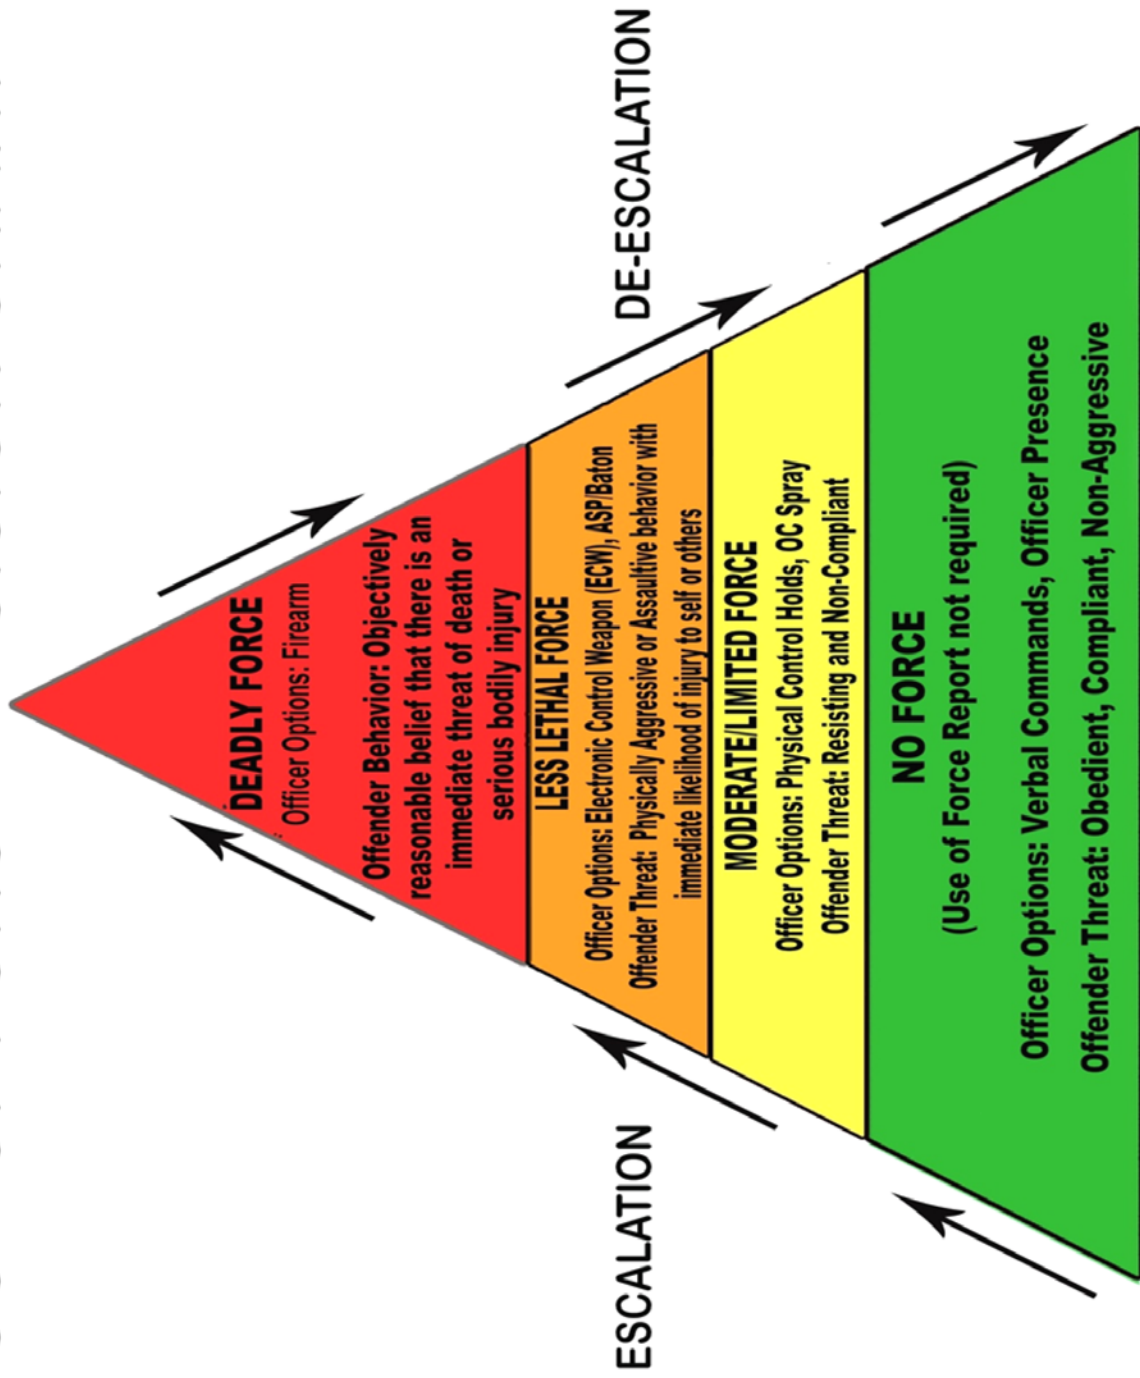 DEADLY FORCE
Officer Options: Firearm
Offender Behavior: Objectively
reasonable belief that there is an
immediate threat of death or
serious bodily injury
LESS LETHAL FORCE
Officer Options: Electronic Control Weapon (ECW), ASP/Baton
Offender Threat: Physically Aggressive or Assaultive behavior with
immediate likelihood of injury to self or others
MODERATE/LIMITED FORCE
Officer Options: Physical Control Holds, OC Spray
Offender Threat: Resisting and Non-Compliant
NO FORCE
(Use of Force Report not required)
Officer Options: Verbal Commands, Officer Presence
Offender Threat: Obedient, Compliant, Non-Aggressive
ESCALATION
DE-ESCALATION